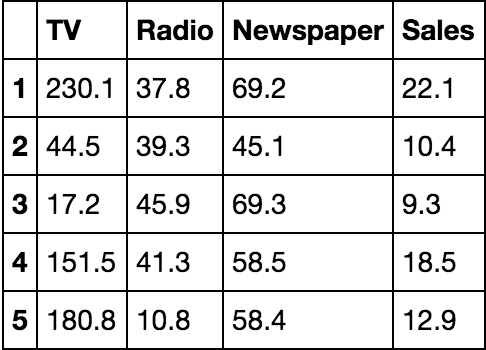 TV Radio Newspaper Sales
1 230.1 37.8 69.2 22.1
2 44.5 39.3 45.1 10.4
3 17.2 45.9 69.3 9.3
4 151.5 41.3 58.5 18.5
5 180.8 10.8 58.4 12.9